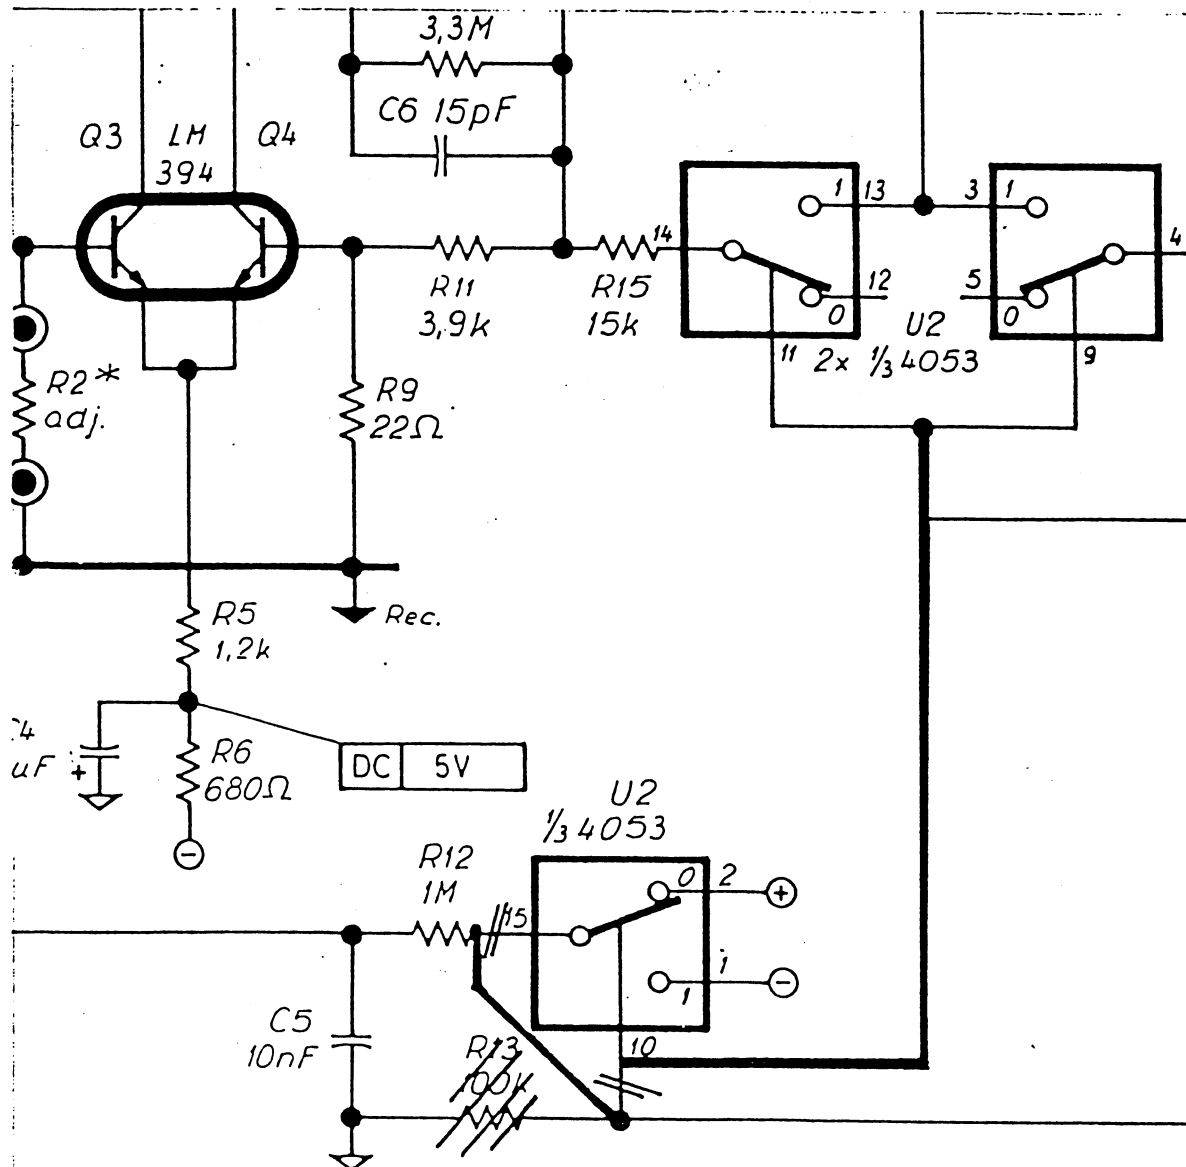 3,3M
C6 15pF
Q3 LM Q4
394
1 13 3 1
14 4
R11 R15 12 5
3,9k 15k 0 U2 0
11 2x 1/3 4053 9
R2* R9
adj. 22Ω
R5 Rec.
1,2k
C4 R6 DC 5V
uF + 680Ω
−
U2
1/3 4053
R12 0 2 +
1M
15
1 1 −
C5 R13 10
10nF 100k